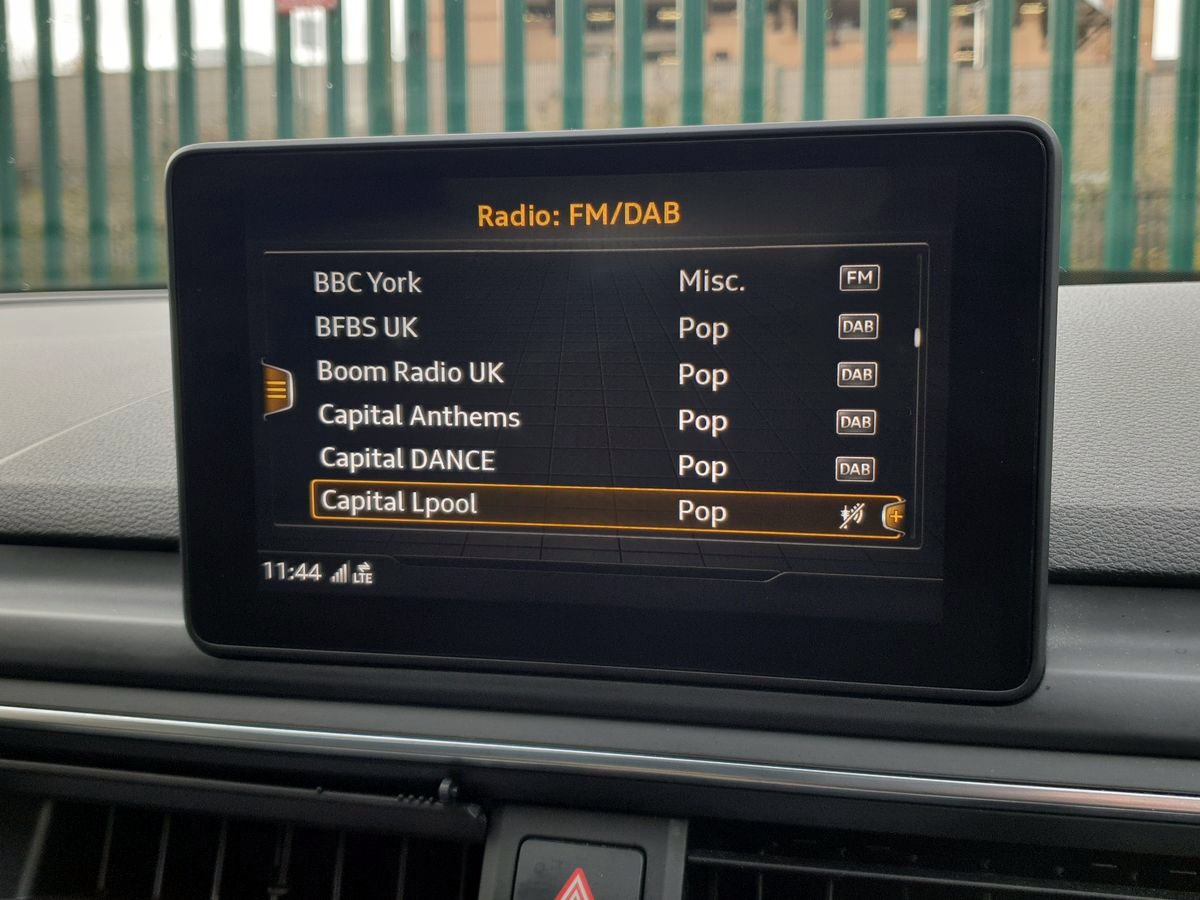 Radio: FM/DAB
BBC York Misc. FM
BFBS UK Pop DAB
Boom Radio UK Pop DAB
Capital Anthems Pop DAB
Capital DANCE Pop DAB
Capital Lpool Pop +
11:44 LTE